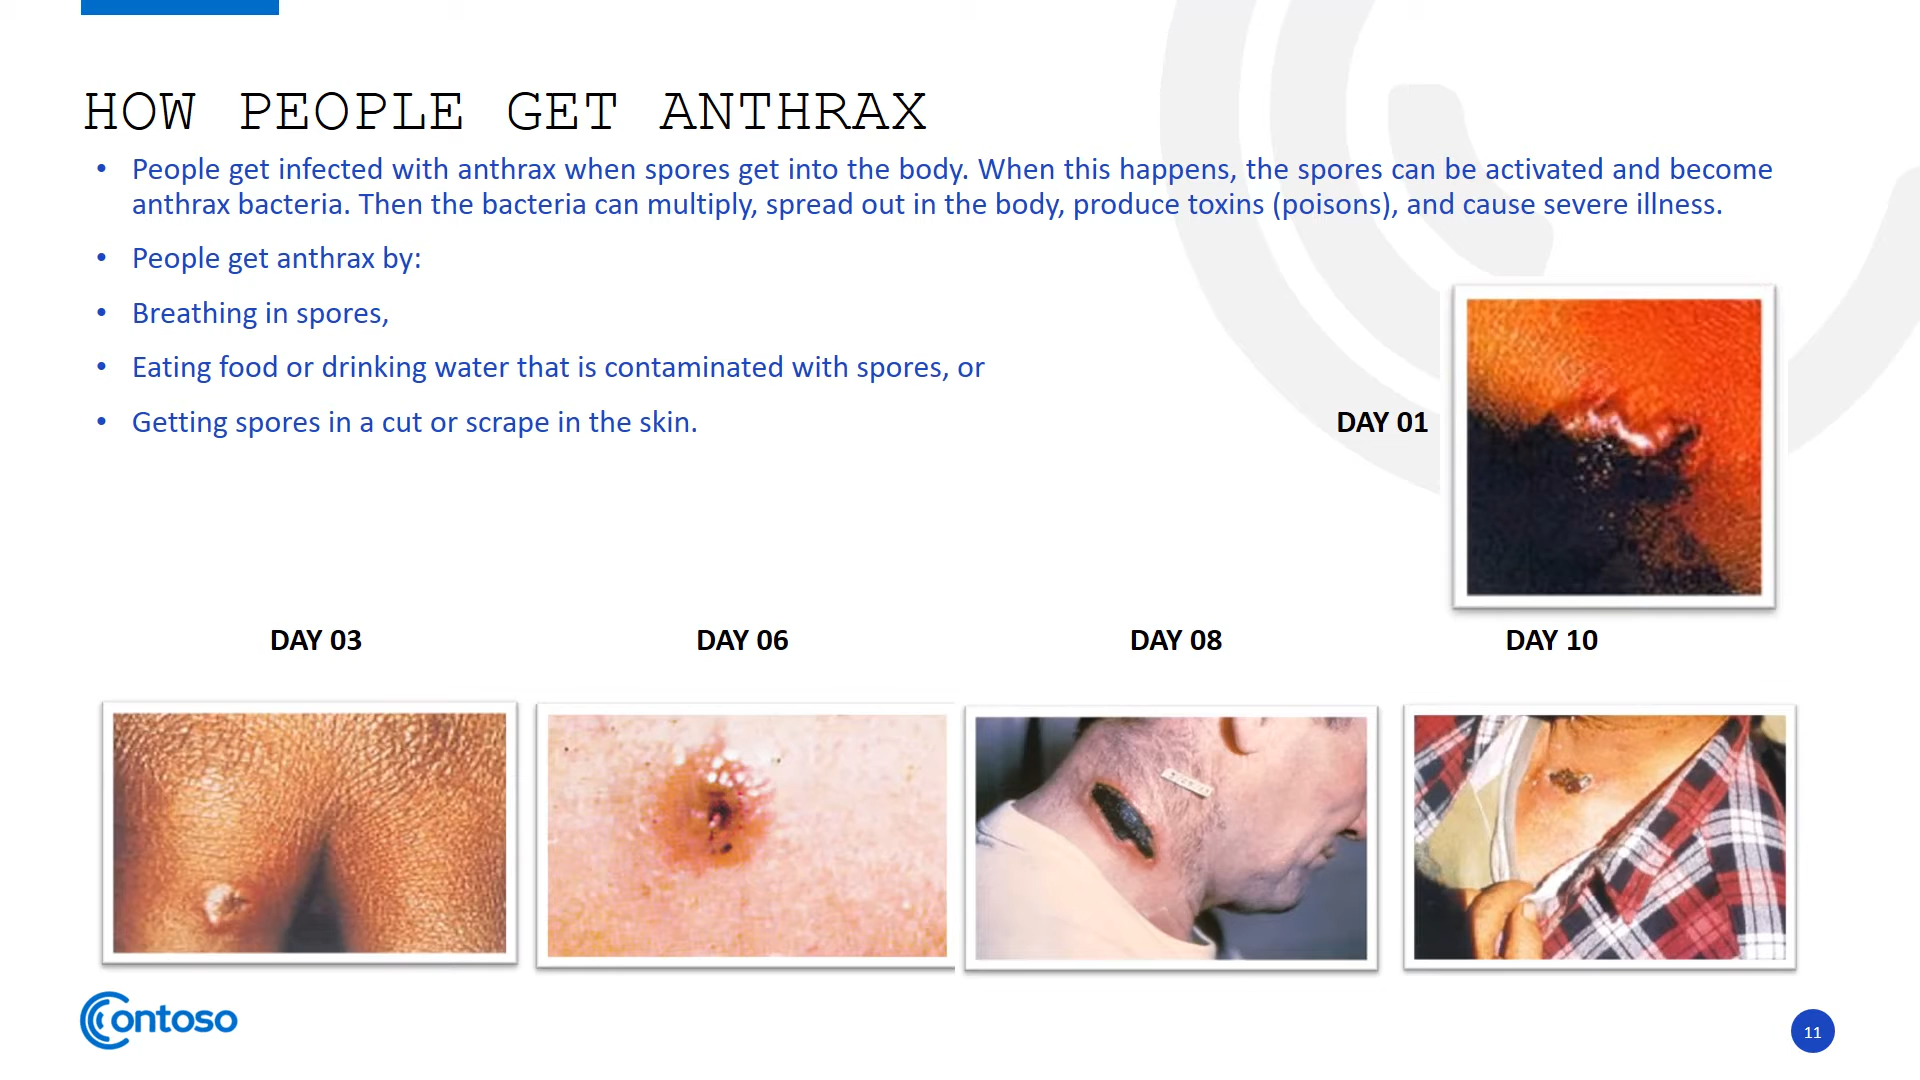 HOW PEOPLE GET ANTHRAX
• People get infected with anthrax when spores get into the body. When this happens, the spores can be activated and become
anthrax bacteria. Then the bacteria can multiply, spread out in the body, produce toxins (poisons), and cause severe illness.
• People get anthrax by:
• Breathing in spores,
• Eating food or drinking water that is contaminated with spores, or
• Getting spores in a cut or scrape in the skin.
DAY 01
DAY 03
DAY 06
DAY 08
DAY 10
Contoso
11